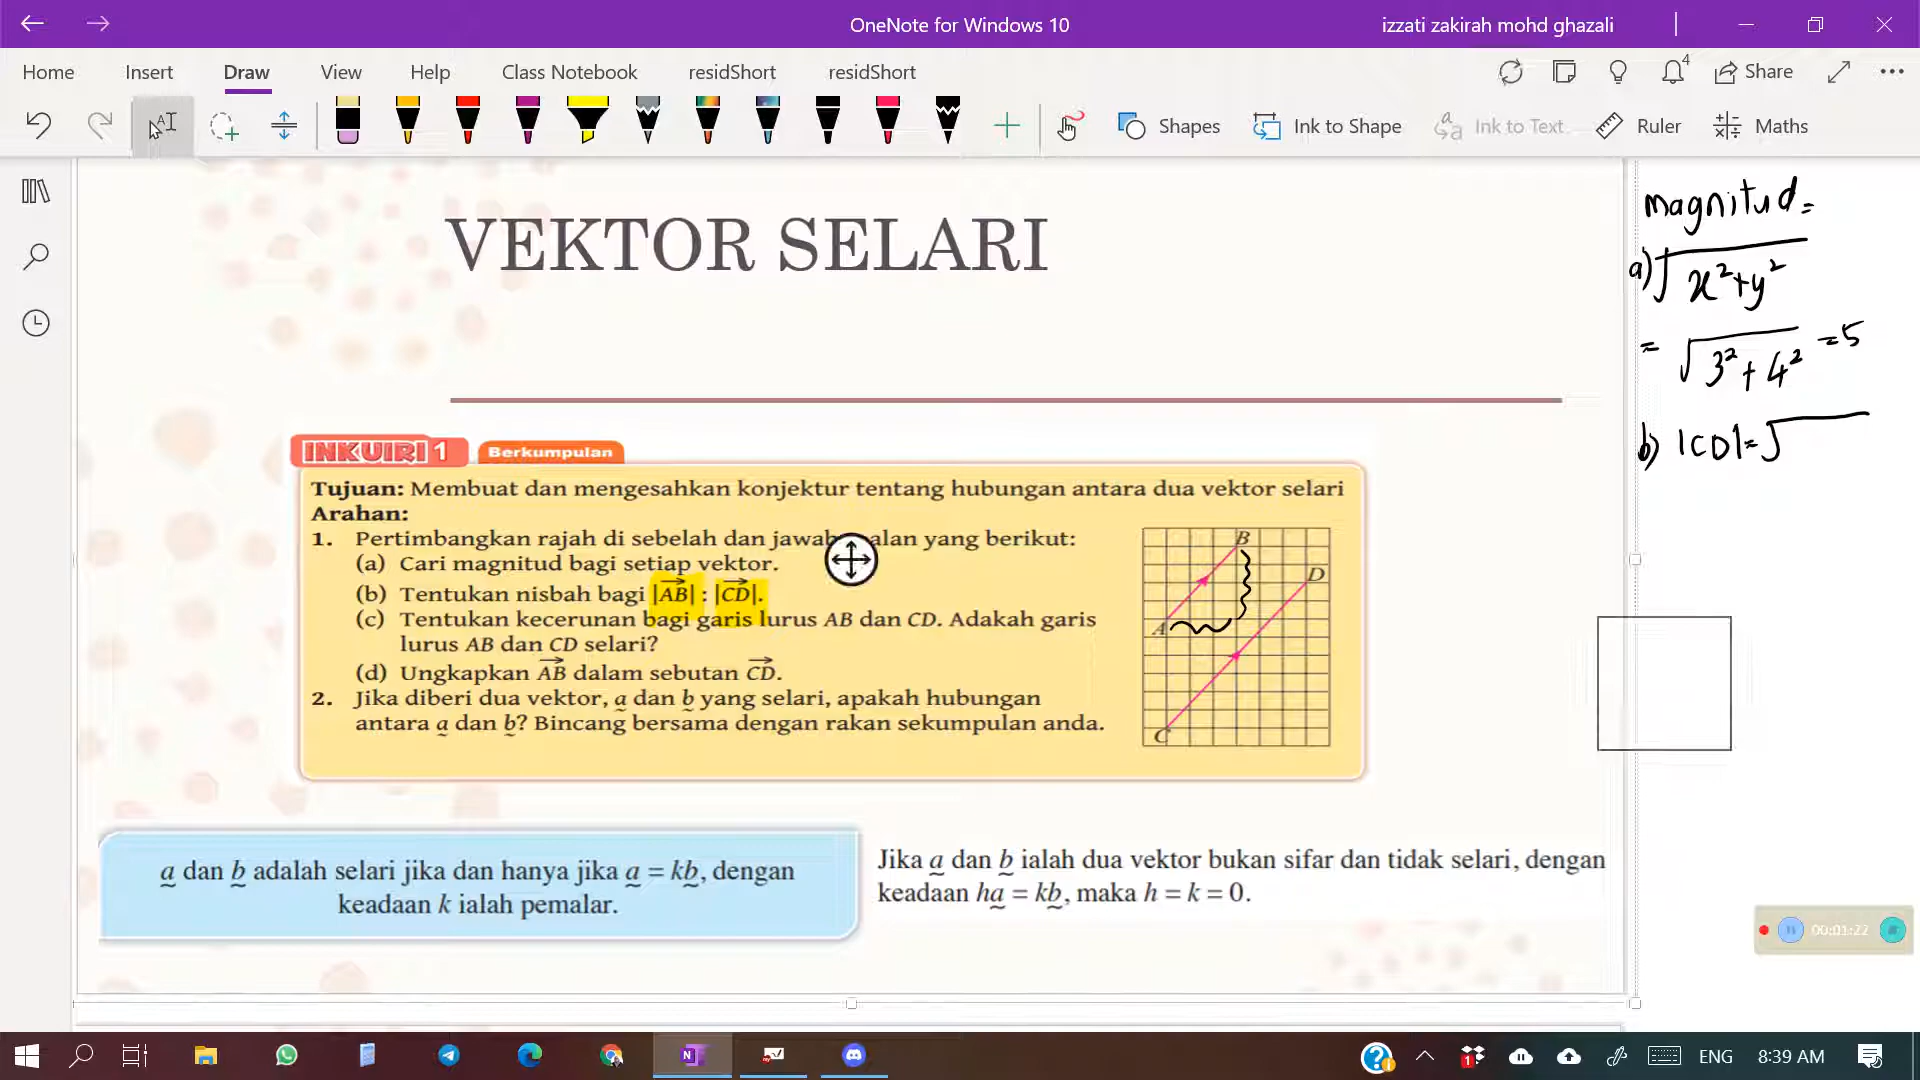 OneNote for Windows 10
izzati zakirah mohd ghazali
Home Insert Draw View Help Class Notebook residShort residShort
4
Share
Shapes
Ink to Shape
Ink to Text
Ruler
Maths
VEKTOR SELARI
magnitud =
a) √x²+y²
= √3² + 4² = 5
b) |CD| = √
INKUIRI 1 Berkumpulan
Tujuan: Membuat dan mengesahkan konjektur tentang hubungan antara dua vektor selari
Arahan:
1. Pertimbangkan rajah di sebelah dan jawab alan yang berikut:
(a) Cari magnitud bagi setiap vektor.
(b) Tentukan nisbah bagi |AB→| : |CD→|.
(c) Tentukan kecerunan bagi garis lurus AB dan CD. Adakah garis
lurus AB dan CD selari?
(d) Ungkapkan AB→ dalam sebutan CD→.
2. Jika diberi dua vektor, a̰ dan b̰ yang selari, apakah hubungan
antara a̰ dan b̰? Bincang bersama dengan rakan sekumpulan anda.
B
D
A
C
a̰ dan b̰ adalah selari jika dan hanya jika a̰ = kb̰, dengan
keadaan k ialah pemalar.
Jika a̰ dan b̰ ialah dua vektor bukan sifar dan tidak selari, dengan
keadaan ha̰ = kb̰, maka h = k = 0.
00:01:22
ENG
8:39 AM